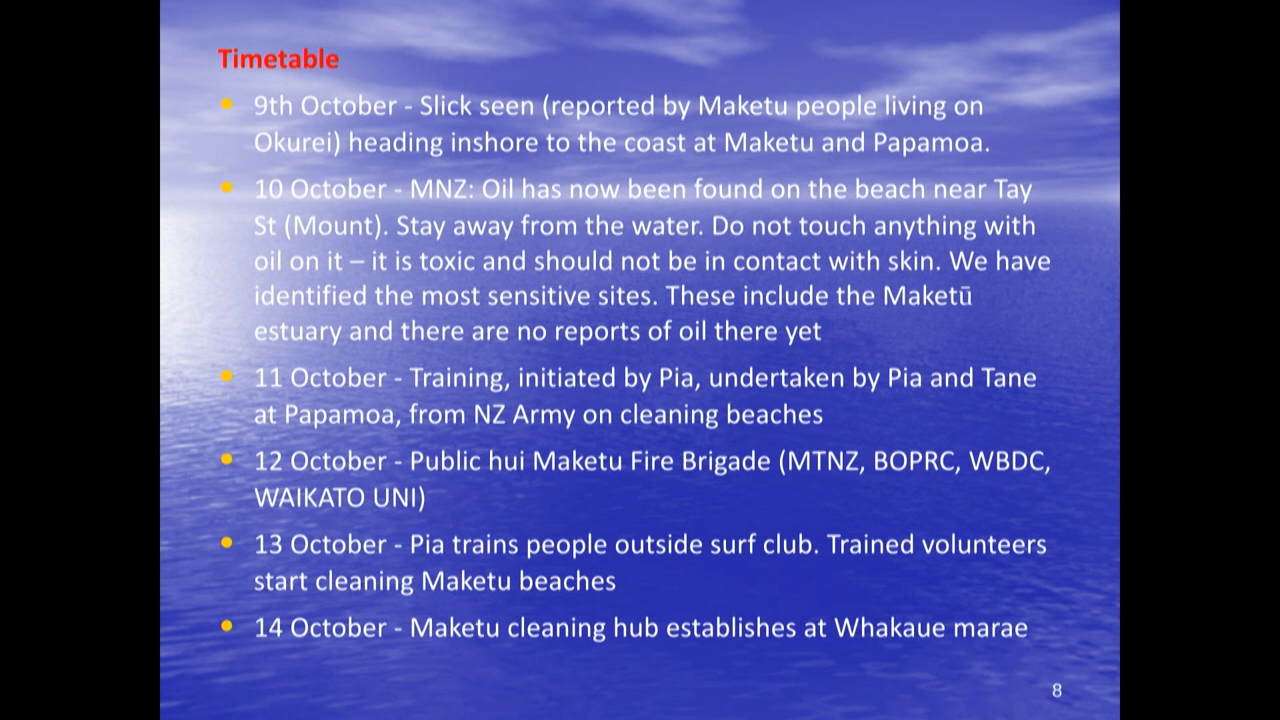 Timetable
9th October - Slick seen (reported by Maketu people living on
Okurei) heading inshore to the coast at Maketu and Papamoa.
10 October - MNZ: Oil has now been found on the beach near Tay
St (Mount). Stay away from the water. Do not touch anything with
oil on it – it is toxic and should not be in contact with skin. We have
identified the most sensitive sites. These include the Maketū
estuary and there are no reports of oil there yet
11 October - Training, initiated by Pia, undertaken by Pia and Tane
at Papamoa, from NZ Army on cleaning beaches
12 October - Public hui Maketu Fire Brigade (MTNZ, BOPRC, WBDC,
WAIKATO UNI)
13 October - Pia trains people outside surf club. Trained volunteers
start cleaning Maketu beaches
14 October - Maketu cleaning hub establishes at Whakaue marae
8